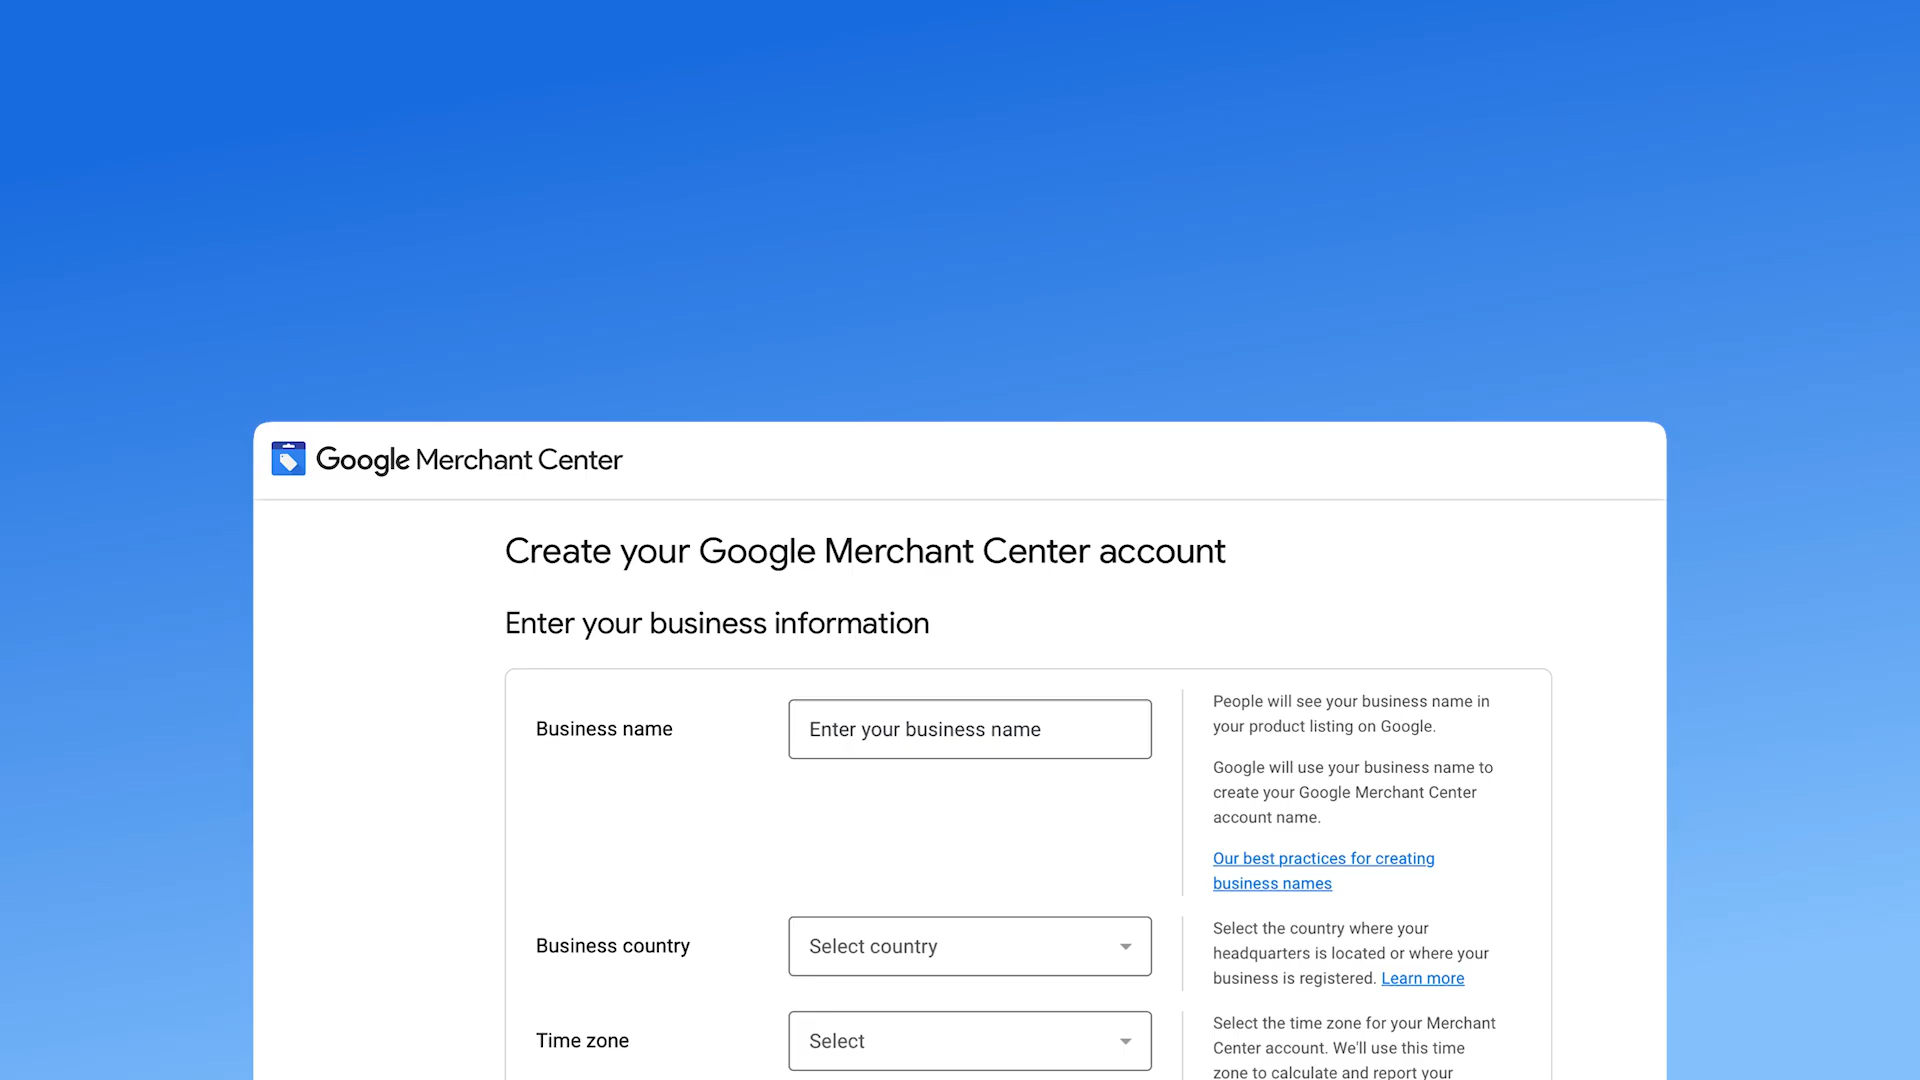 Google Merchant Center
Create your Google Merchant Center account
Enter your business information
Business name
Enter your business name
People will see your business name in
your product listing on Google.
Google will use your business name to
create your Google Merchant Center
account name.
Our best practices for creating
business names
Business country
Select country
Select the country where your
headquarters is located or where your
business is registered. Learn more
Time zone
Select
Select the time zone for your Merchant
Center account. We'll use this time
zone to calculate and report your